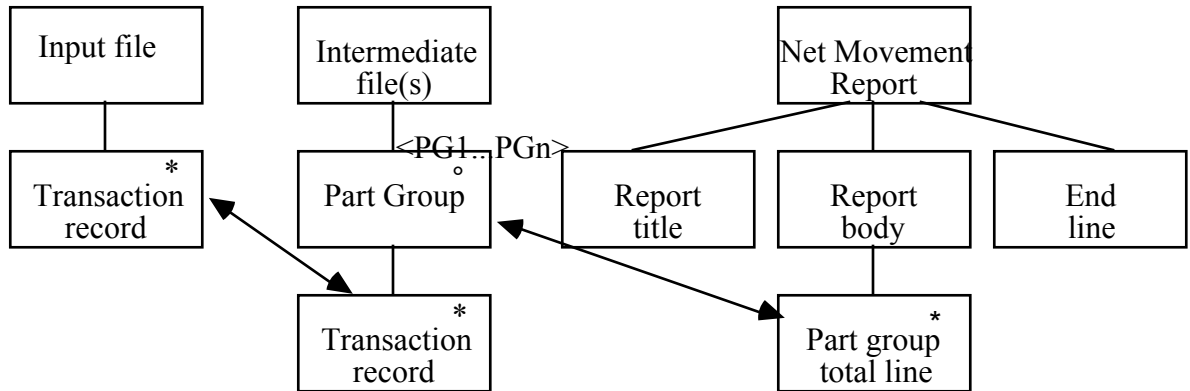 Input file
Intermediate
file(s)
Net Movement
Report
<PG1...PGn>
*
Transaction
record
°
Part Group
Report
title
Report
body
End
line
*
Transaction
record
*
Part group
total line